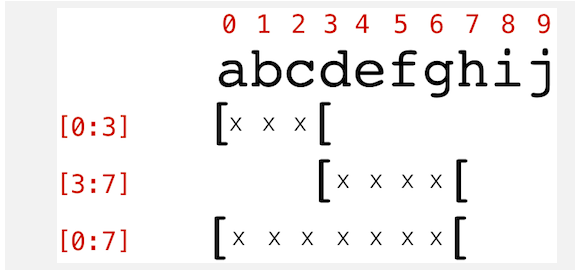 0 1 2 3 4 5 6 7 8 9
abcdefghij
[0:3] [x x x[
[3:7] [x x x x[
[0:7] [x x x x x x x[